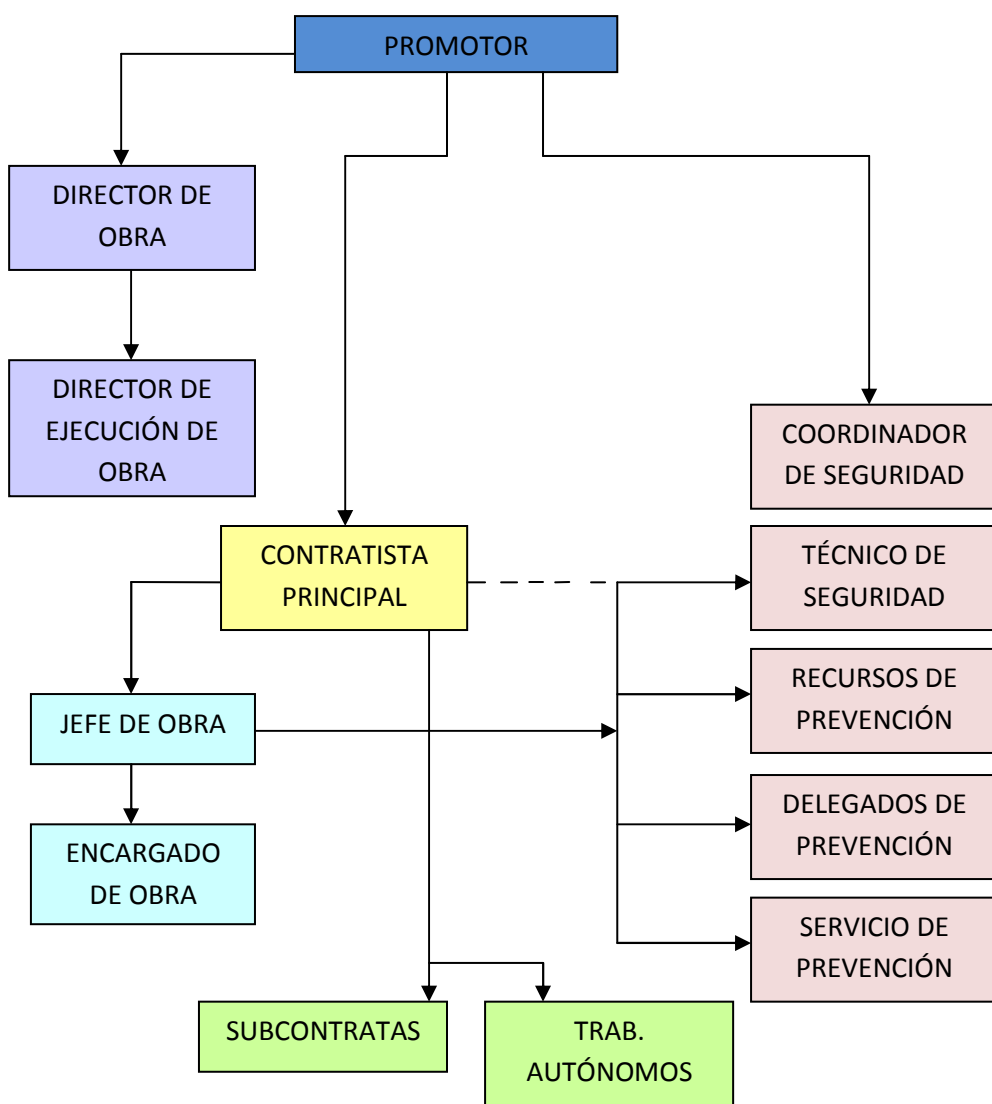 PROMOTOR
DIRECTOR DE
OBRA
DIRECTOR DE
EJECUCIÓN DE
OBRA
COORDINADOR
DE SEGURIDAD
CONTRATISTA
PRINCIPAL
TÉCNICO DE
SEGURIDAD
RECURSOS DE
PREVENCIÓN
JEFE DE OBRA
DELEGADOS DE
PREVENCIÓN
ENCARGADO
DE OBRA
SERVICIO DE
PREVENCIÓN
SUBCONTRATAS
TRAB.
AUTÓNOMOS